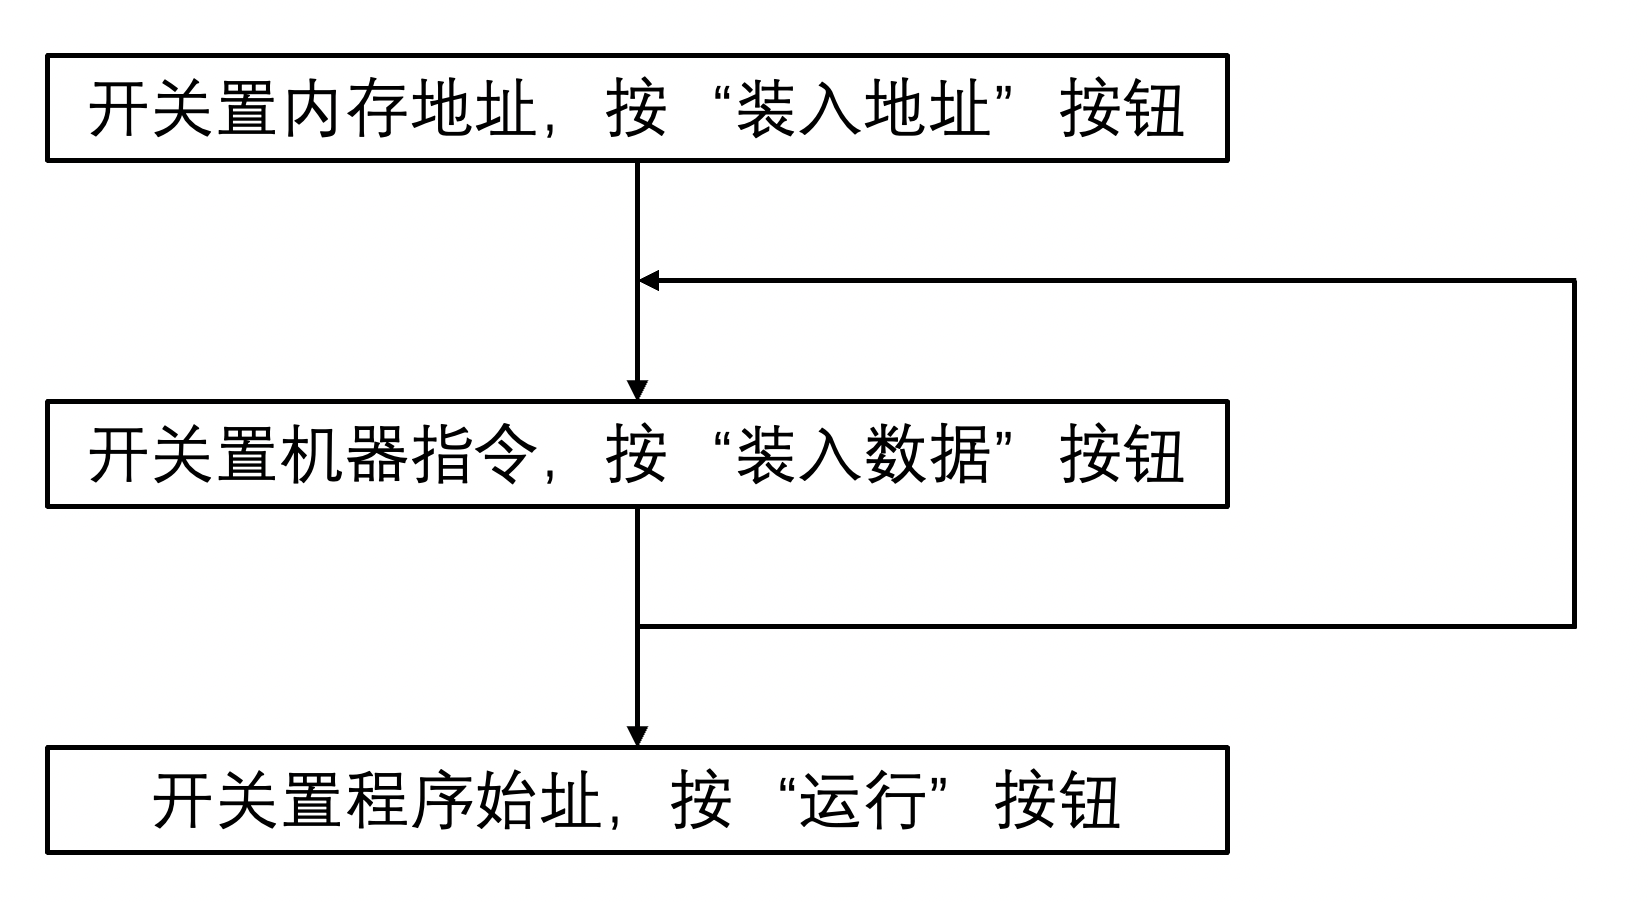 开关置内存地址，按“装入地址”按钮
开关置机器指令，按“装入数据”按钮
开关置程序始址，按“运行”按钮